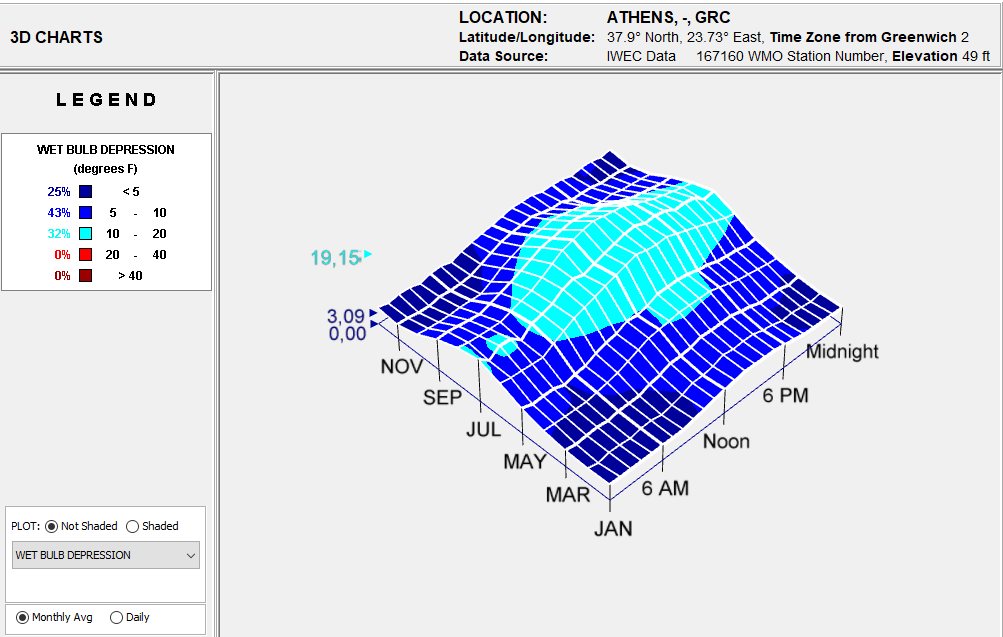 3D CHARTS
LOCATION: ATHENS, -, GRC
Latitude/Longitude: 37.9° North, 23.73° East, Time Zone from Greenwich 2
Data Source: IWEC Data 167160 WMO Station Number, Elevation 49 ft
LEGEND
WET BULB DEPRESSION
(degrees F)
25% < 5
43% 5 - 10
32% 10 - 20
0% 20 - 40
0% > 40
19,15
3,09
0,00
NOV
SEP
JUL
MAY
MAR
JAN
6 AM
Noon
6 PM
Midnight
PLOT: Not Shaded Shaded
WET BULB DEPRESSION
Monthly Avg Daily